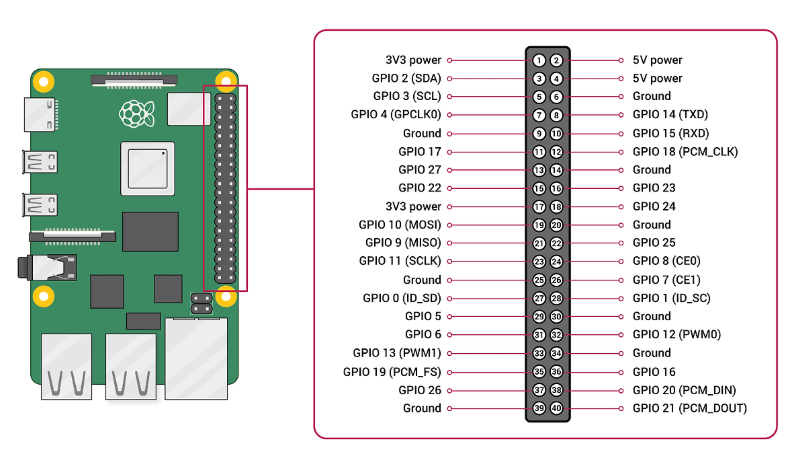 3V3 power 1 2 5V power
GPIO 2 (SDA) 3 4 5V power
GPIO 3 (SCL) 5 6 Ground
GPIO 4 (GPCLK0) 7 8 GPIO 14 (TXD)
Ground 9 10 GPIO 15 (RXD)
GPIO 17 11 12 GPIO 18 (PCM_CLK)
GPIO 27 13 14 Ground
GPIO 22 15 16 GPIO 23
3V3 power 17 18 GPIO 24
GPIO 10 (MOSI) 19 20 Ground
GPIO 9 (MISO) 21 22 GPIO 25
GPIO 11 (SCLK) 23 24 GPIO 8 (CE0)
Ground 25 26 GPIO 7 (CE1)
GPIO 0 (ID_SD) 27 28 GPIO 1 (ID_SC)
GPIO 5 29 30 Ground
GPIO 6 31 32 GPIO 12 (PWM0)
GPIO 13 (PWM1) 33 34 Ground
GPIO 19 (PCM_FS) 35 36 GPIO 16
GPIO 26 37 38 GPIO 20 (PCM_DIN)
Ground 39 40 GPIO 21 (PCM_DOUT)